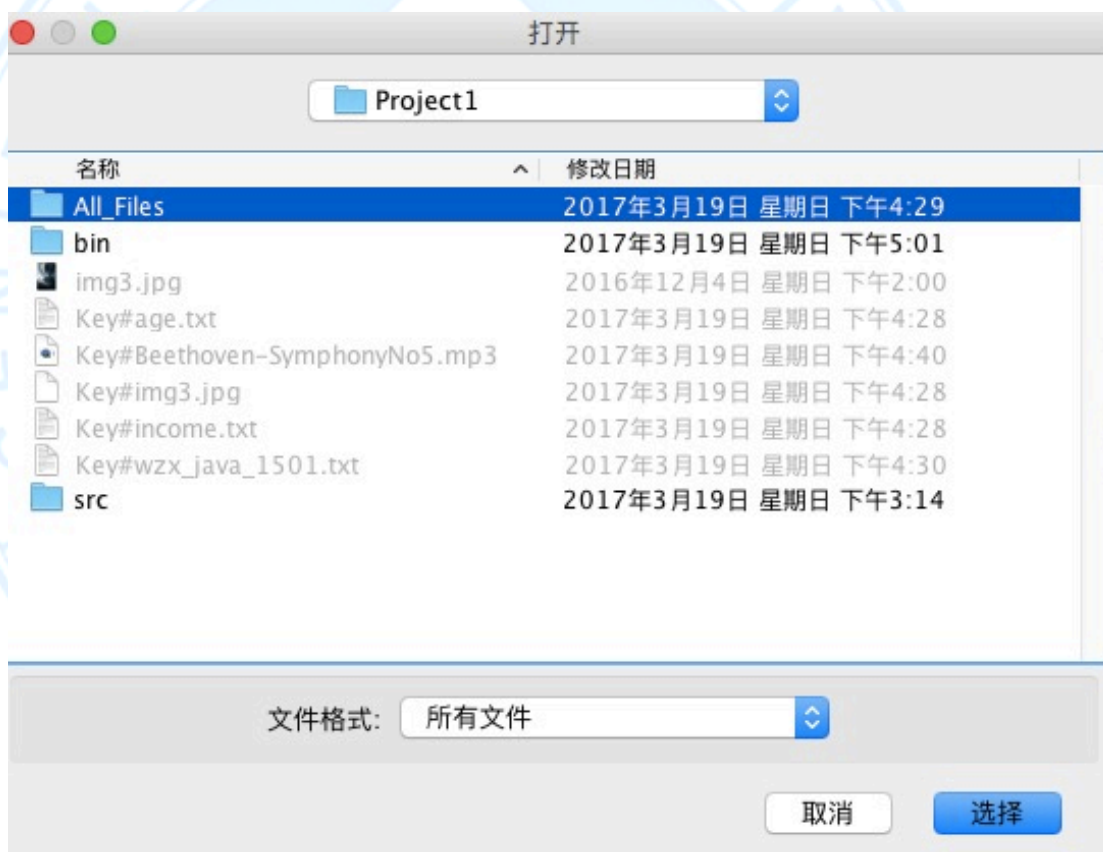 打开
Project1
名称 修改日期
All_Files 2017年3月19日 星期日 下午4:29
bin 2017年3月19日 星期日 下午5:01
img3.jpg 2016年12月4日 星期日 下午2:00
Key#age.txt 2017年3月19日 星期日 下午4:28
Key#Beethoven-SymphonyNo5.mp3 2017年3月19日 星期日 下午4:40
Key#img3.jpg 2017年3月19日 星期日 下午4:28
Key#income.txt 2017年3月19日 星期日 下午4:28
Key#wzx_java_1501.txt 2017年3月19日 星期日 下午4:30
src 2017年3月19日 星期日 下午3:14
文件格式: 所有文件
取消 选择